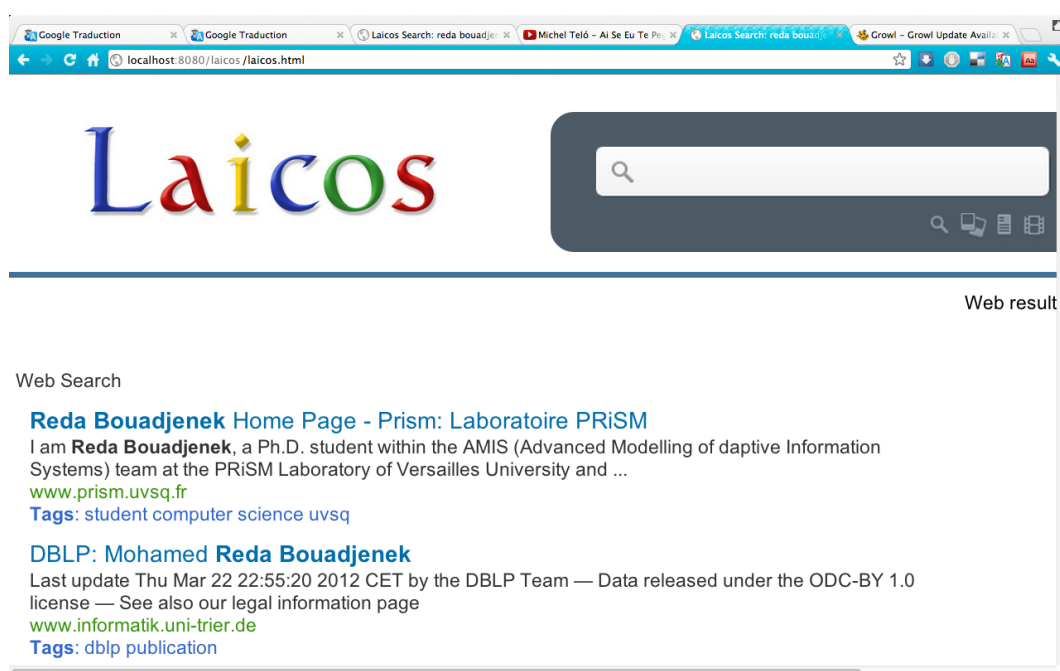 Google Traduction
Google Traduction
Laicos Search: reda bouadjen
Michel Teló - Ai Se Eu Te Peg
Laicos Search: reda bouadje
Growl - Growl Update Availa
localhost:8080/laicos /laicos.html
Laicos
Web result
Web Search
Reda Bouadjenek Home Page - Prism: Laboratoire PRiSM
I am Reda Bouadjenek, a Ph.D. student within the AMIS (Advanced Modelling of daptive Information
Systems) team at the PRiSM Laboratory of Versailles University and ...
www.prism.uvsq.fr
Tags: student computer science uvsq
DBLP: Mohamed Reda Bouadjenek
Last update Thu Mar 22 22:55:20 2012 CET by the DBLP Team — Data released under the ODC-BY 1.0
license — See also our legal information page
www.informatik.uni-trier.de
Tags: dblp publication